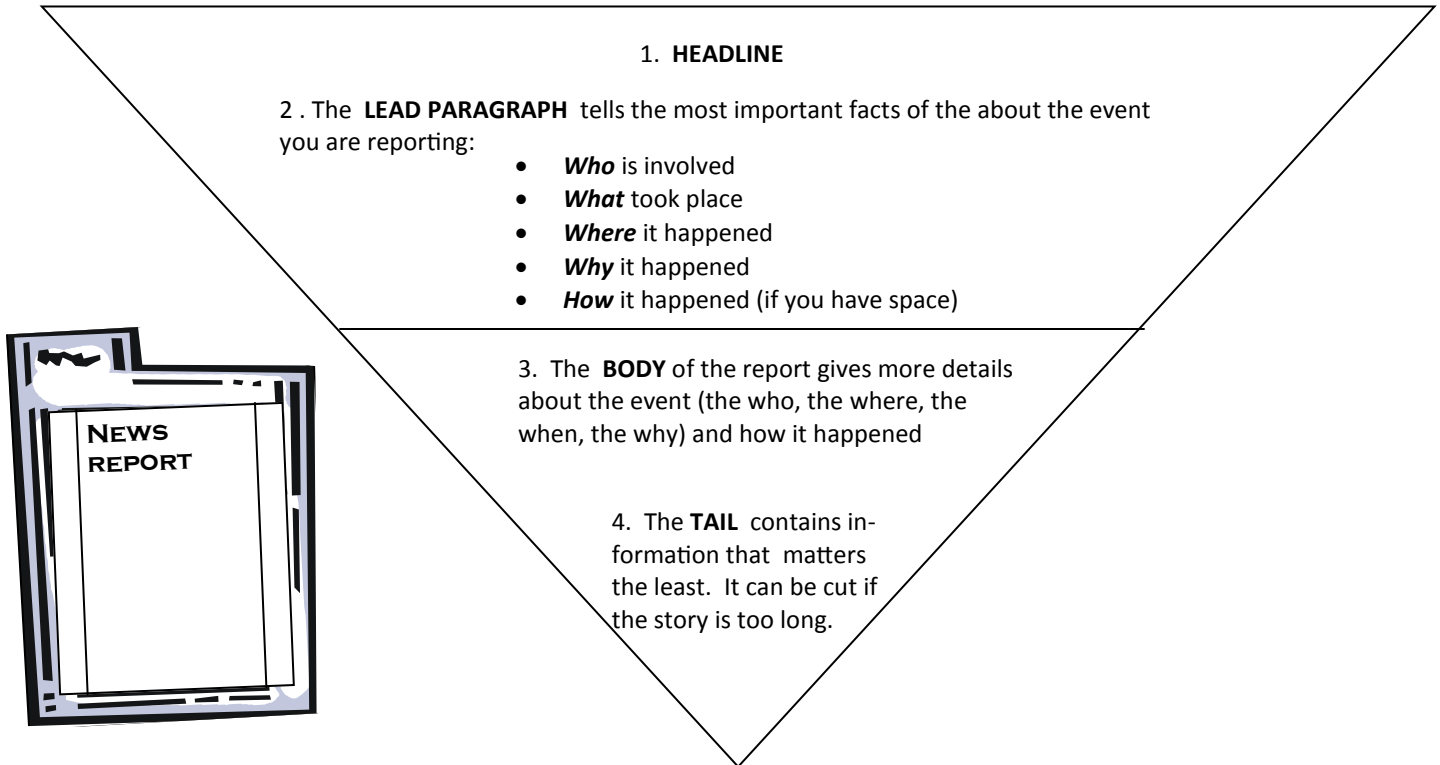 1. HEADLINE
2 . The LEAD PARAGRAPH tells the most important facts of the about the event
you are reporting:
• Who is involved
• What took place
• Where it happened
• Why it happened
• How it happened (if you have space)
3. The BODY of the report gives more details
about the event (the who, the where, the
when, the why) and how it happened
4. The TAIL contains in-
formation that matters
the least. It can be cut if
the story is too long.
NEWS
REPORT